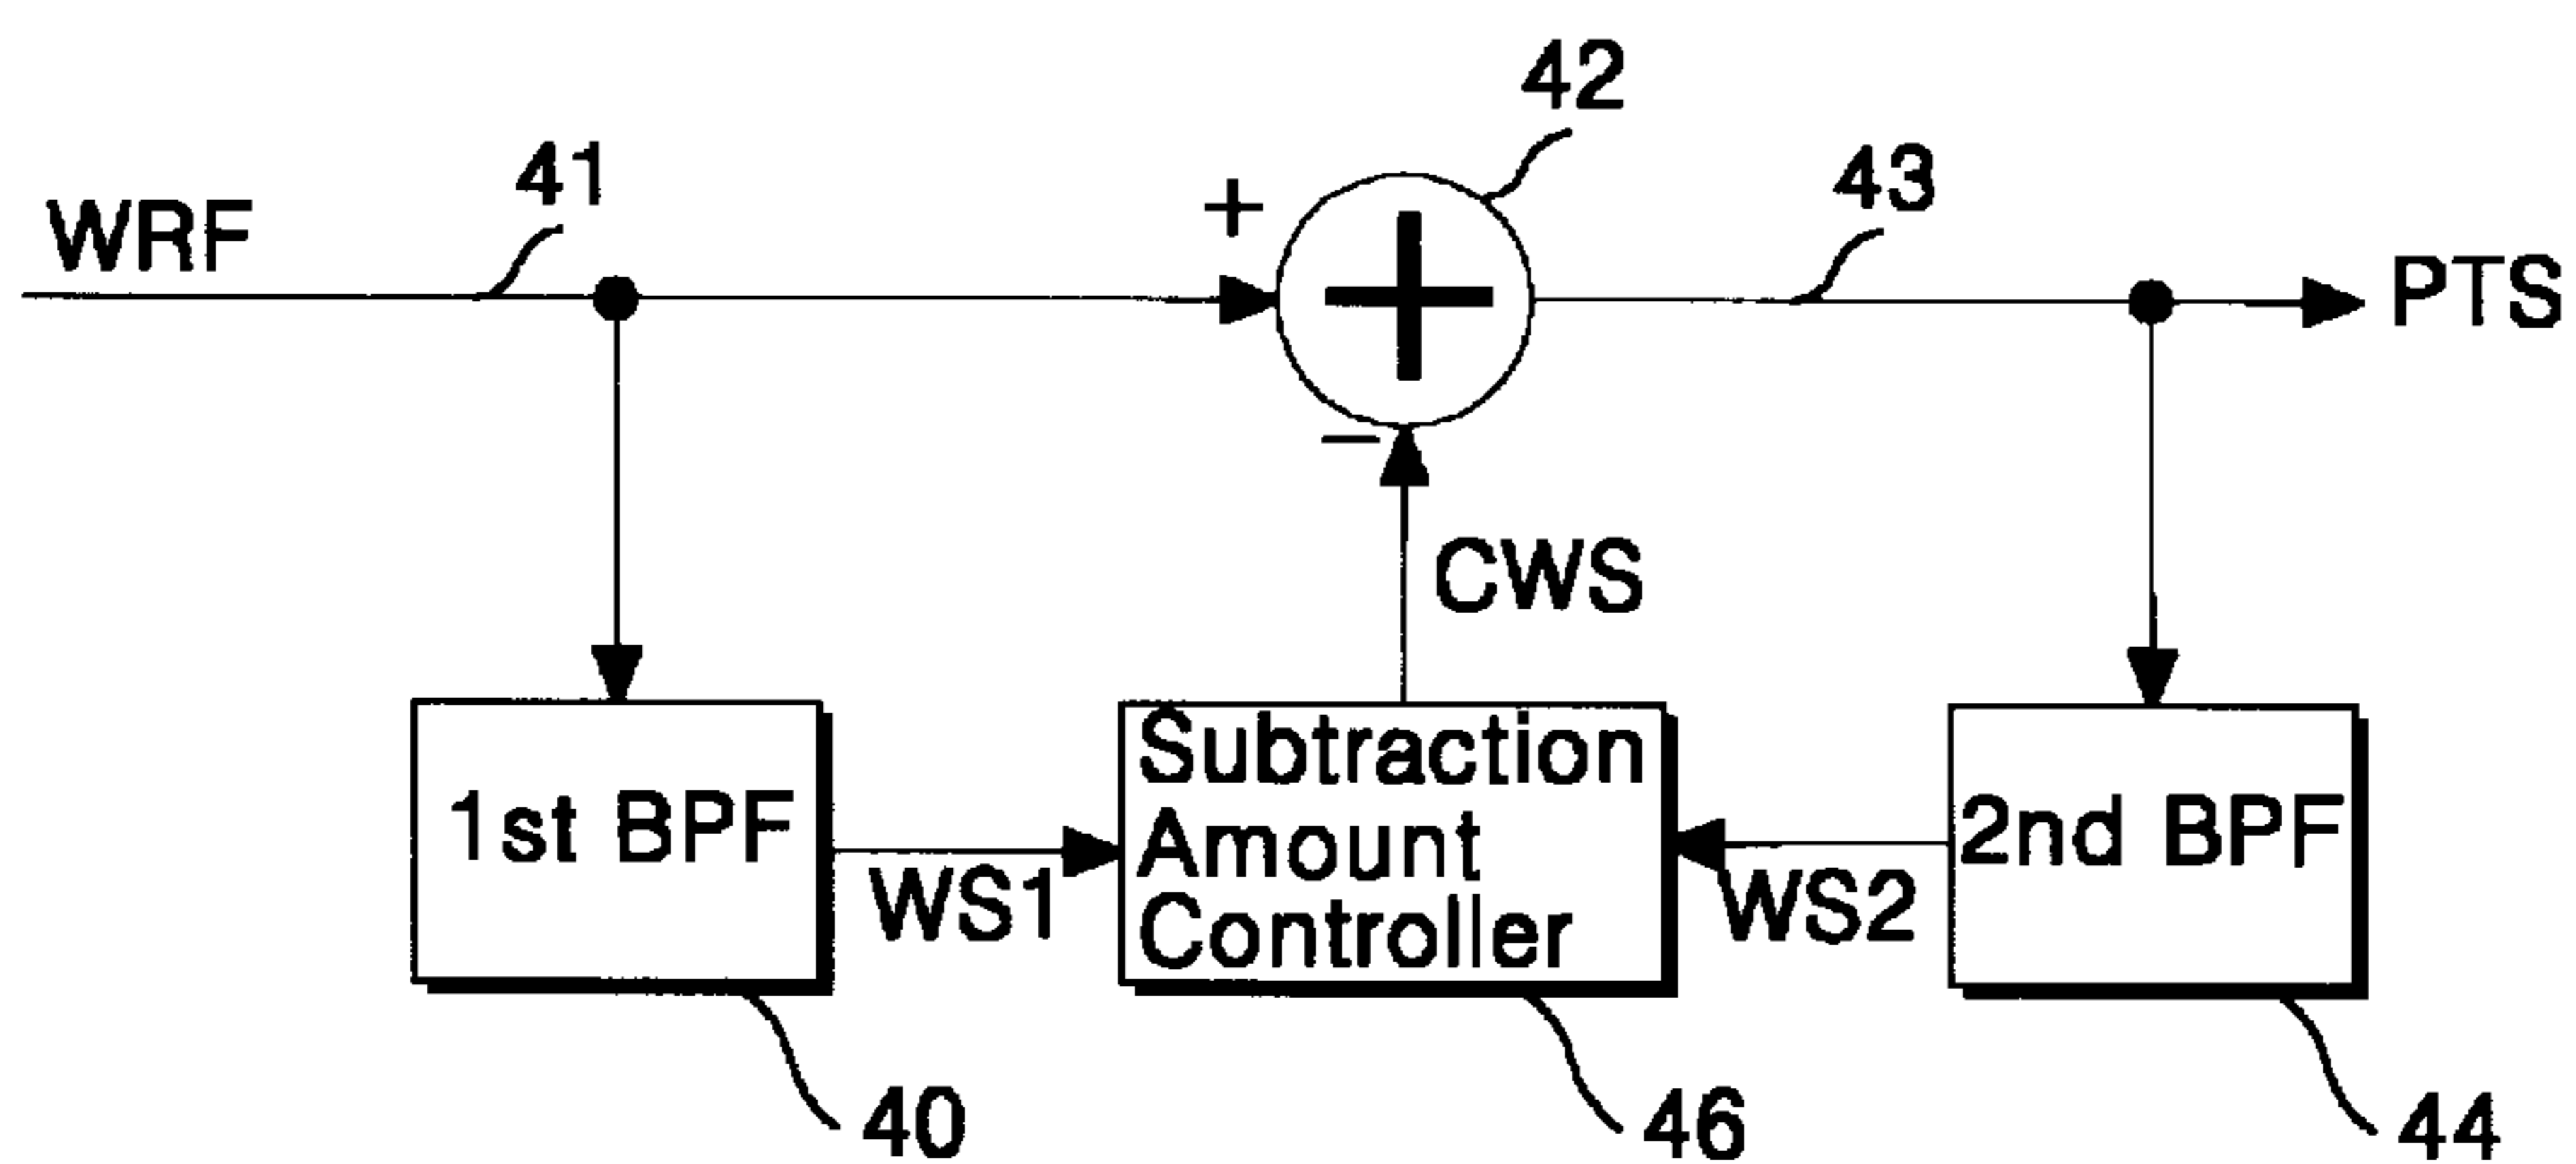 42
41
43
WRF
+
PTS
+
−
CWS
1st BPF
Subtraction
Amount
Controller
2nd BPF
WS1
WS2
40
46
44